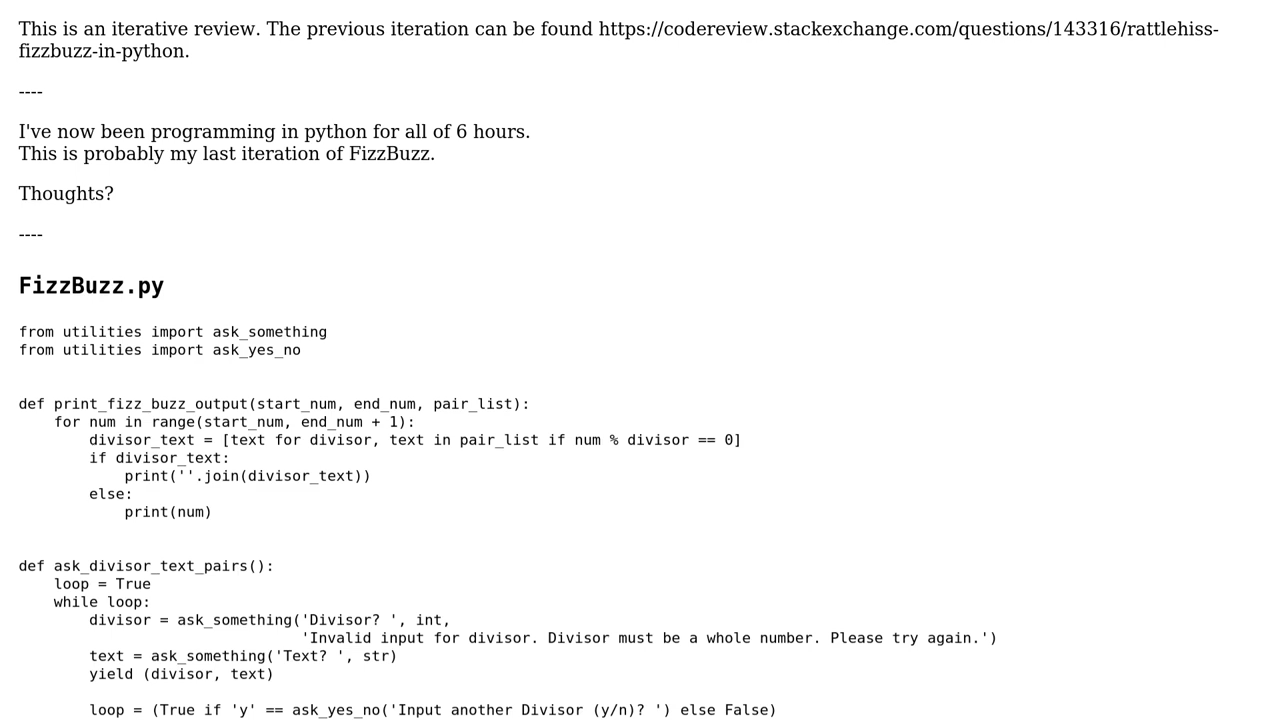 This is an iterative review. The previous iteration can be found https://codereview.stackexchange.com/questions/143316/rattlehiss-
fizzbuzz-in-python.
----
I've now been programming in python for all of 6 hours.
This is probably my last iteration of FizzBuzz.
Thoughts?
----
FizzBuzz.py
from utilities import ask_something
from utilities import ask_yes_no
def print_fizz_buzz_output(start_num, end_num, pair_list):
    for num in range(start_num, end_num + 1):
        divisor_text = [text for divisor, text in pair_list if num % divisor == 0]
        if divisor_text:
            print(''.join(divisor_text))
        else:
            print(num)
def ask_divisor_text_pairs():
    loop = True
    while loop:
        divisor = ask_something('Divisor? ', int,
                                'Invalid input for divisor. Divisor must be a whole number. Please try again.')
        text = ask_something('Text? ', str)
        yield (divisor, text)
        loop = (True if 'y' == ask_yes_no('Input another Divisor (y/n)? ') else False)